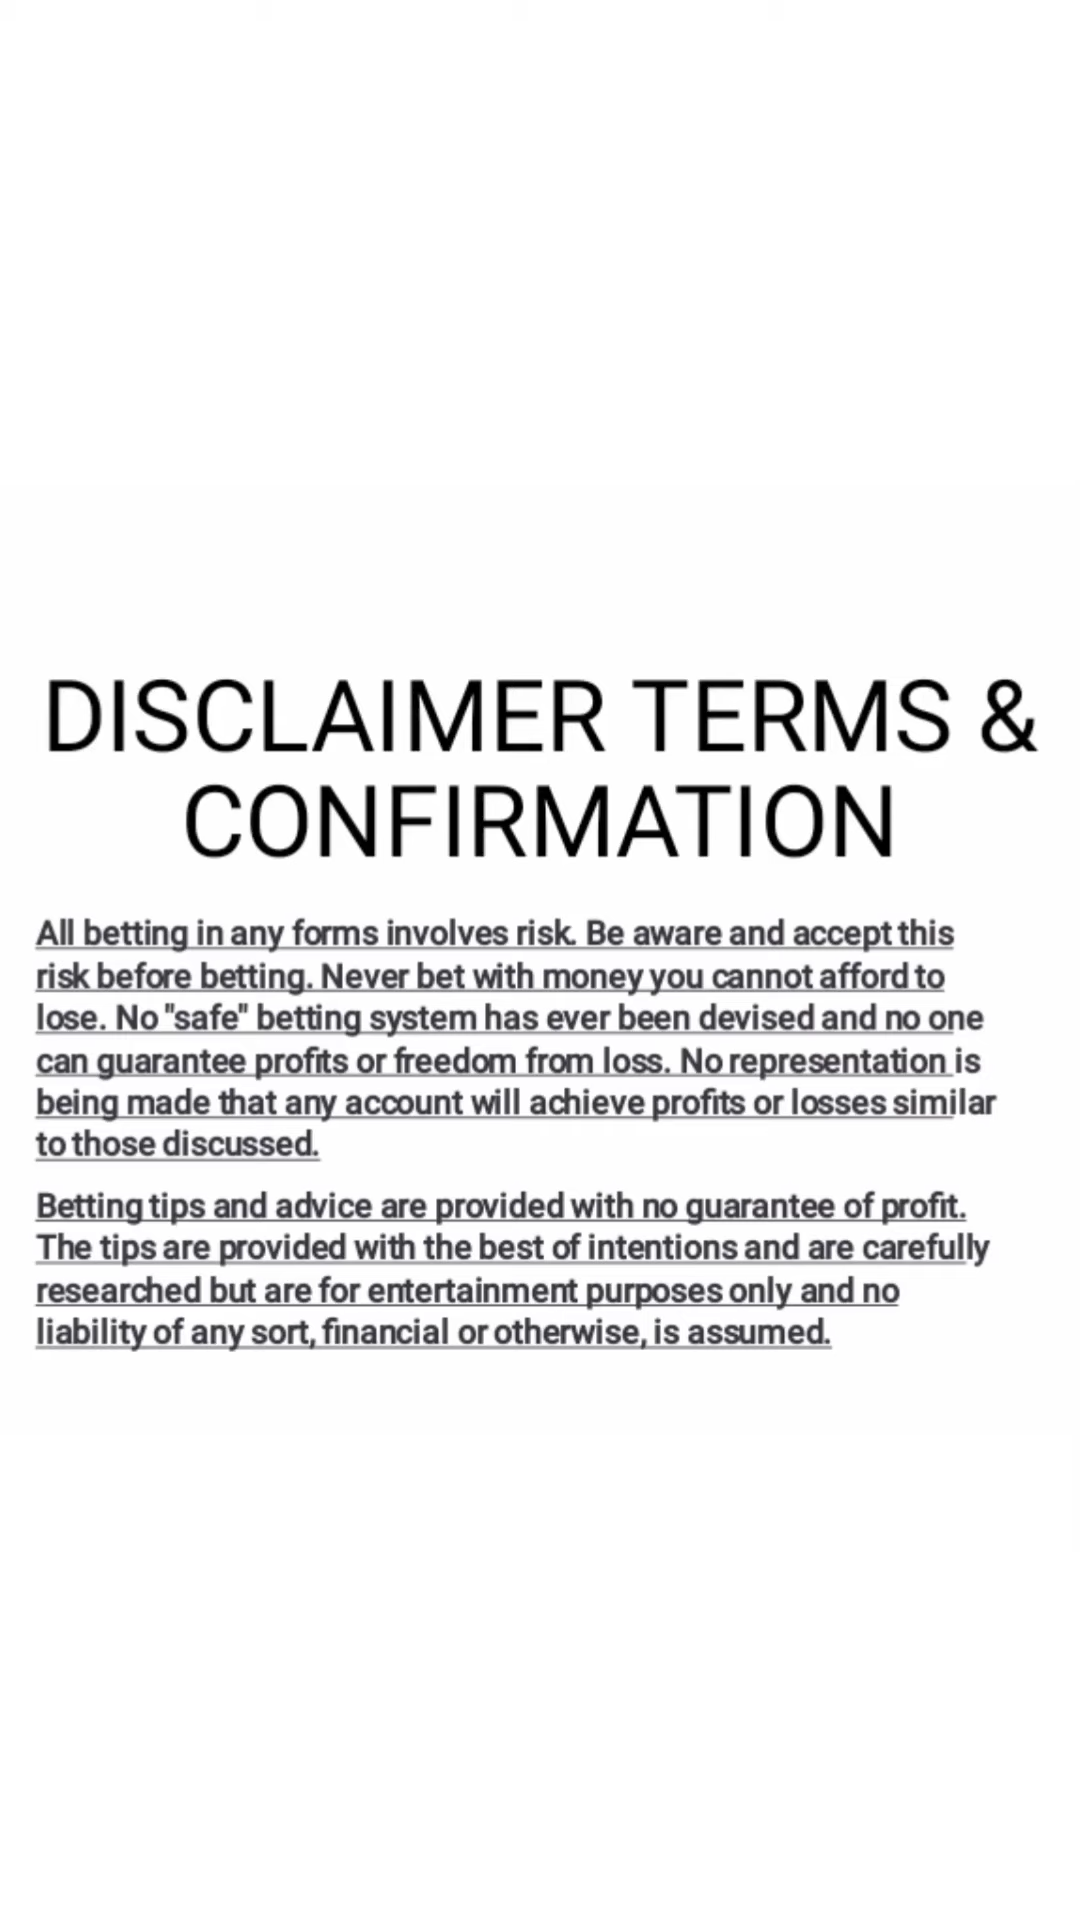 DISCLAIMER TERMS &
CONFIRMATION
All betting in any forms involves risk. Be aware and accept this
risk before betting. Never bet with money you cannot afford to
lose. No "safe" betting system has ever been devised and no one
can guarantee profits or freedom from loss. No representation is
being made that any account will achieve profits or losses similar
to those discussed.
Betting tips and advice are provided with no guarantee of profit.
The tips are provided with the best of intentions and are carefully
researched but are for entertainment purposes only and no
liability of any sort, financial or otherwise, is assumed.